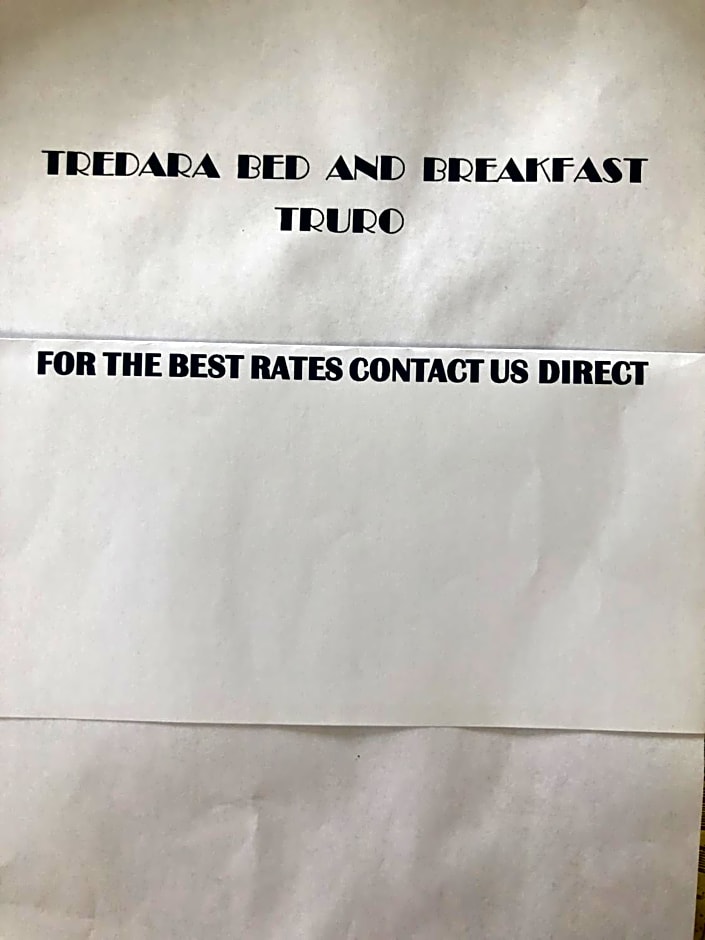 TREDARA BED AND BREAKFAST
TRURO
FOR THE BEST RATES CONTACT US DIRECT